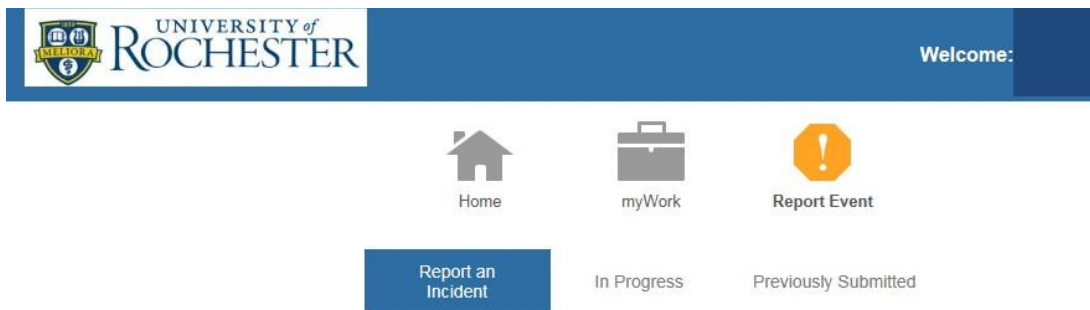 UNIVERSITY of
ROCHESTER
MELIORA
Welcome:
!
Home myWork Report Event
Report an
Incident
In Progress Previously Submitted